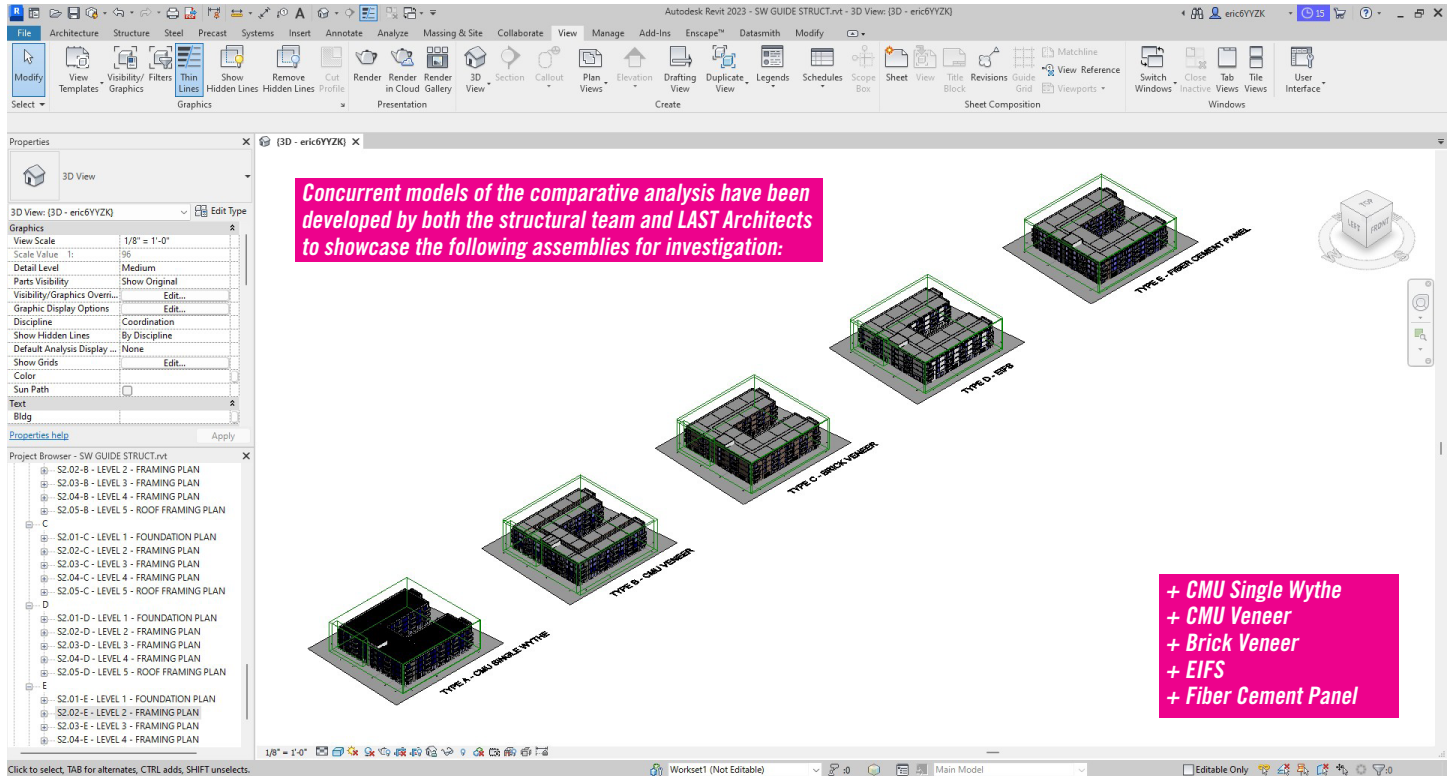 Autodesk Revit 2023 - SW GUIDE STRUCT.rvt - 3D View: {3D - eric6YYZK}
eric6YYZK
15
File Architecture Structure Steel Precast Systems Insert Annotate Analyze Massing & Site Collaborate View Manage Add-Ins Enscape™ Datasmith Modify
Modify
View Templates
Visibility/ Graphics
Filters
Thin Lines
Show Hidden Lines
Remove Hidden Lines
Cut Profile
Render
Render in Cloud
Render Gallery
3D View
Section
Callout
Plan Views
Elevation
Drafting View
Duplicate View
Legends
Schedules
Scope Box
Sheet
View
Title Block
Revisions
Guide Grid
Matchline
View Reference
Viewports
Switch Windows
Close Inactive
Tab Views
Tile Views
User Interface
Select
Graphics
Presentation
Create
Sheet Composition
Windows
Properties
{3D - eric6YYZK}
3D View
3D View: {3D - eric6YYZK}
Edit Type
Graphics
View Scale 1/8" = 1'-0"
Scale Value 1: 96
Detail Level Medium
Parts Visibility Show Original
Visibility/Graphics Overri... Edit...
Graphic Display Options Edit...
Discipline Coordination
Show Hidden Lines By Discipline
Default Analysis Display ... None
Show Grids Edit...
Color
Sun Path
Text
Bldg
Properties help
Apply
Project Browser - SW GUIDE STRUCT.rvt
S2.02-B - LEVEL 2 - FRAMING PLAN
S2.03-B - LEVEL 3 - FRAMING PLAN
S2.04-B - LEVEL 4 - FRAMING PLAN
S2.05-B - LEVEL 5 - ROOF FRAMING PLAN
C
S2.01-C - LEVEL 1 - FOUNDATION PLAN
S2.02-C - LEVEL 2 - FRAMING PLAN
S2.03-C - LEVEL 3 - FRAMING PLAN
S2.04-C - LEVEL 4 - FRAMING PLAN
S2.05-C - LEVEL 5 - ROOF FRAMING PLAN
D
S2.01-D - LEVEL 1 - FOUNDATION PLAN
S2.02-D - LEVEL 2 - FRAMING PLAN
S2.03-D - LEVEL 3 - FRAMING PLAN
S2.04-D - LEVEL 4 - FRAMING PLAN
S2.05-D - LEVEL 5 - ROOF FRAMING PLAN
E
S2.01-E - LEVEL 1 - FOUNDATION PLAN
S2.02-E - LEVEL 2 - FRAMING PLAN
S2.03-E - LEVEL 3 - FRAMING PLAN
S2.04-E - LEVEL 4 - FRAMING PLAN
Concurrent models of the comparative analysis have been
developed by both the structural team and LAST Architects
to showcase the following assemblies for investigation:
TOP
LEFT
FRONT
TYPE E - FIBER CEMENT PANEL
TYPE D - EIFS
TYPE C - BRICK VENEER
TYPE B - CMU VENEER
TYPE A - CMU SINGLE WYTHE
+ CMU Single Wythe
+ CMU Veneer
+ Brick Veneer
+ EIFS
+ Fiber Cement Panel
1/8" = 1'-0"
Click to select, TAB for alternates, CTRL adds, SHIFT unselects.
Workset1 (Not Editable)
:0
Main Model
Editable Only
:0